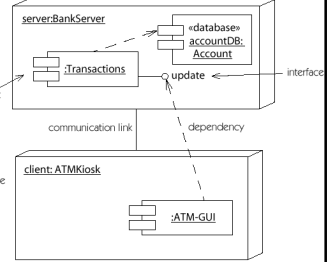 server:BankServer
«database»
accountDB:
Account
:Transactions
update
interface
communication link
dependency
client: ATMKiosk
:ATM-GUI